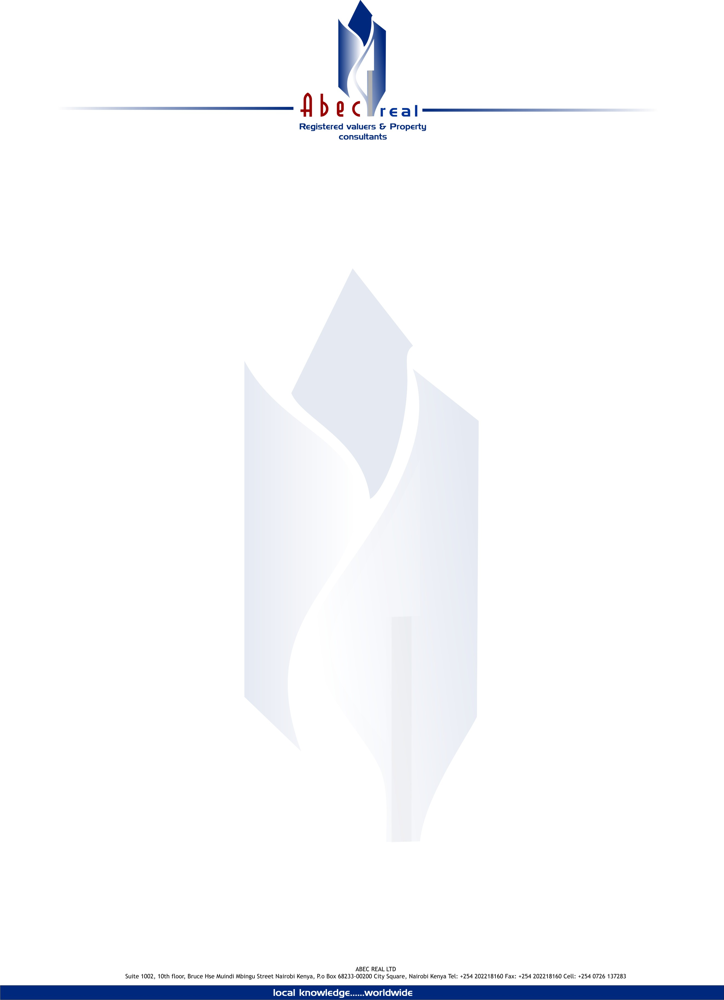 Abec real
Registered valuers & Property
consultants
ABEC REAL LTD
Suite 1002, 10th floor, Bruce Hse Muindi Mbingu Street Nairobi Kenya, P.o Box 68233-00200 City Square, Nairobi Kenya Tel: +254 202218160 Fax: +254 202218160 Cell: +254 0726 137283
local knowledge......worldwide